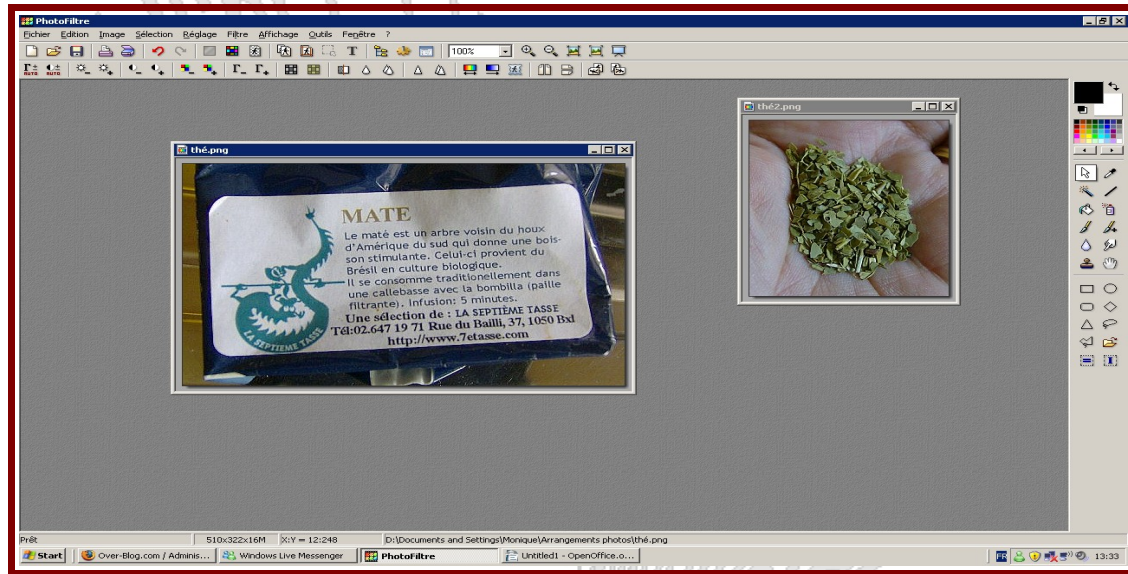 PhotoFiltre
Fichier Edition Image Sélection Réglage Filtre Affichage Outils Fenêtre ?
100%
thé2.png
thé.png
MATE
Le maté est un arbre voisin du houx
d'Amérique du sud qui donne une bois-
son stimulante. Celui-ci provient du
Brésil en culture biologique.
Il se consomme traditionellement dans
une callebasse avec la bombilla (paille
filtrante). Infusion: 5 minutes.
Une sélection de : LA SEPTIÈME TASSE
Tél:02.647 19 71 Rue du Bailli, 37, 1050 Bxl
http://www.7etasse.com
LA SEPTIEME TASSE
Prêt
510x322x16M
X:Y = 12:248
D:\Documents and Settings\Monique\Arrangements photos\thé.png
Start
Over-Blog.com / Adminis...
Windows Live Messenger
PhotoFiltre
Untitled1 - OpenOffice.o...
FR
13:33